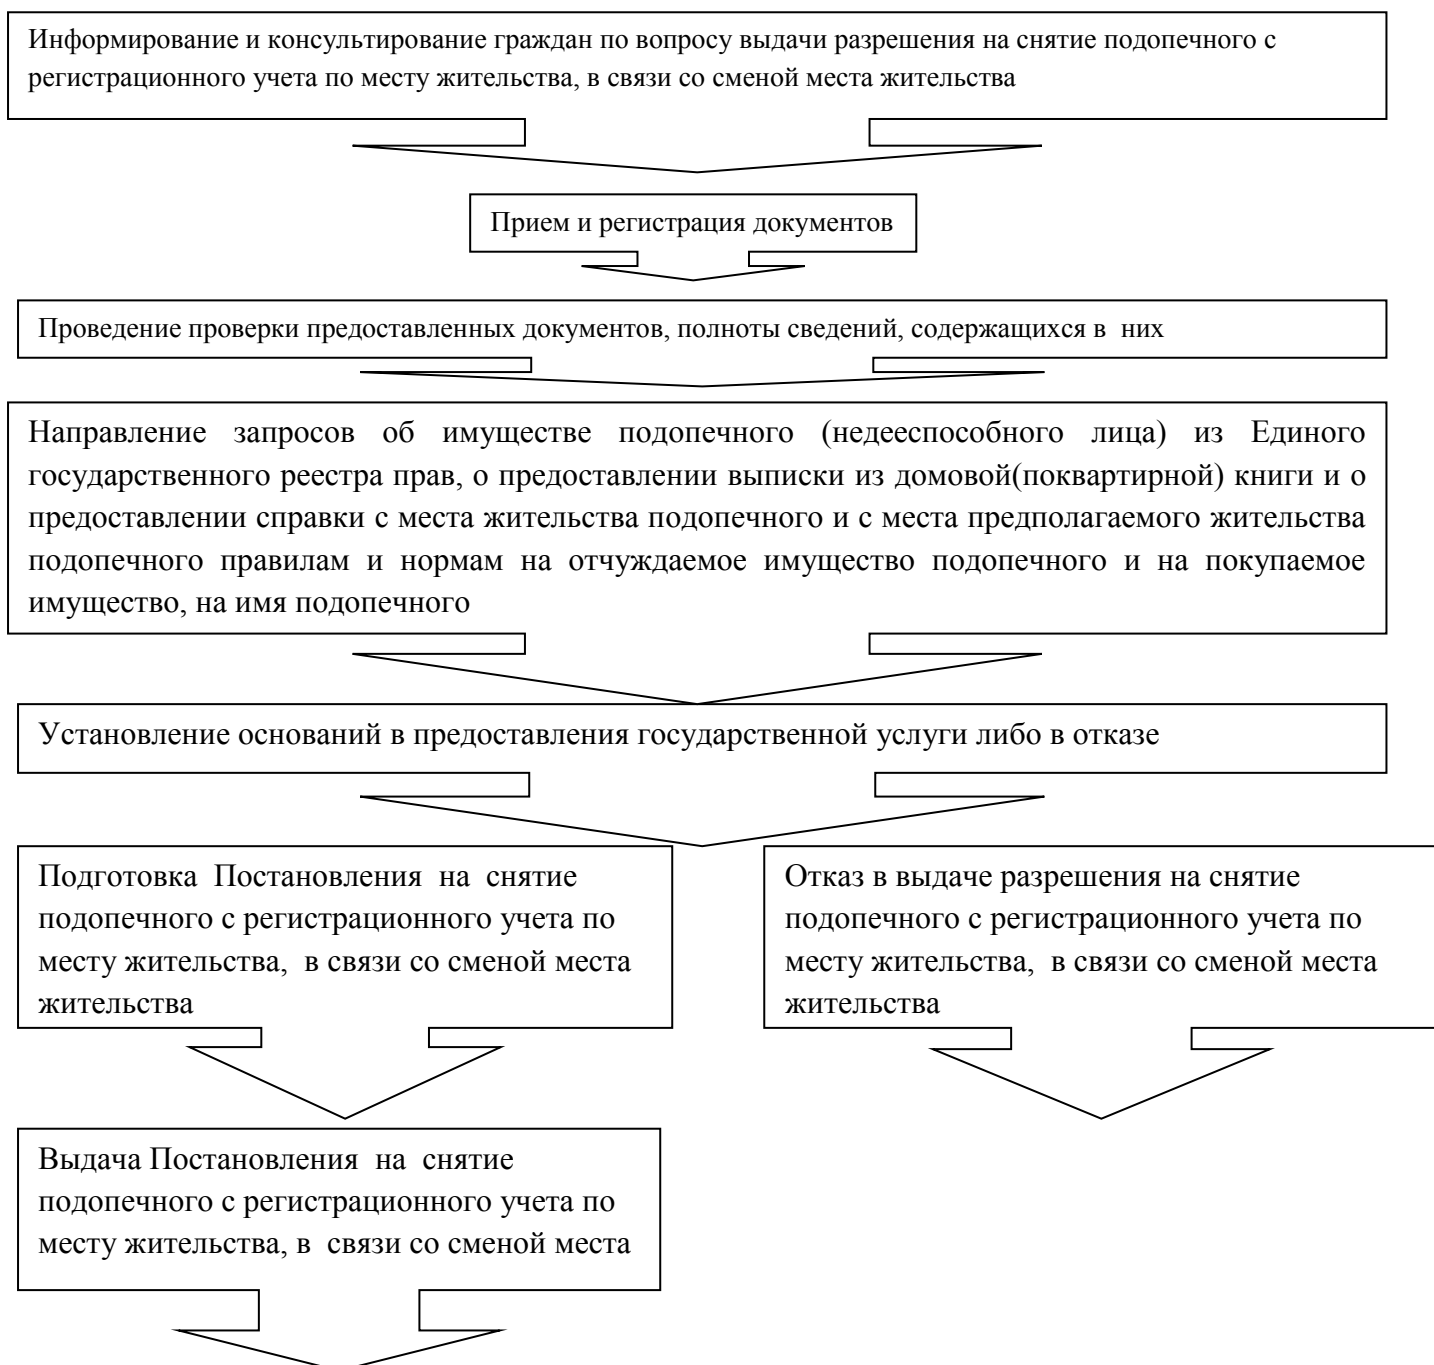 Информирование и консультирование граждан по вопросу выдачи разрешения на снятие подопечного с
регистрационного учета по месту жительства, в связи со сменой места жительства
Прием и регистрация документов
Проведение проверки предоставленных документов, полноты сведений, содержащихся в них
Направление запросов об имуществе подопечного (недееспособного лица) из Единого
государственного реестра прав, о предоставлении выписки из домовой(поквартирной) книги и о
предоставлении справки с места жительства подопечного и с места предполагаемого жительства
подопечного правилам и нормам на отчуждаемое имущество подопечного и на покупаемое
имущество, на имя подопечного
Установление оснований в предоставления государственной услуги либо в отказе
Подготовка Постановления на снятие
подопечного с регистрационного учета по
месту жительства, в связи со сменой места
жительства
Отказ в выдаче разрешения на снятие
подопечного с регистрационного учета по
месту жительства, в связи со сменой места
жительства
Выдача Постановления на снятие
подопечного с регистрационного учета по
месту жительства, в связи со сменой места